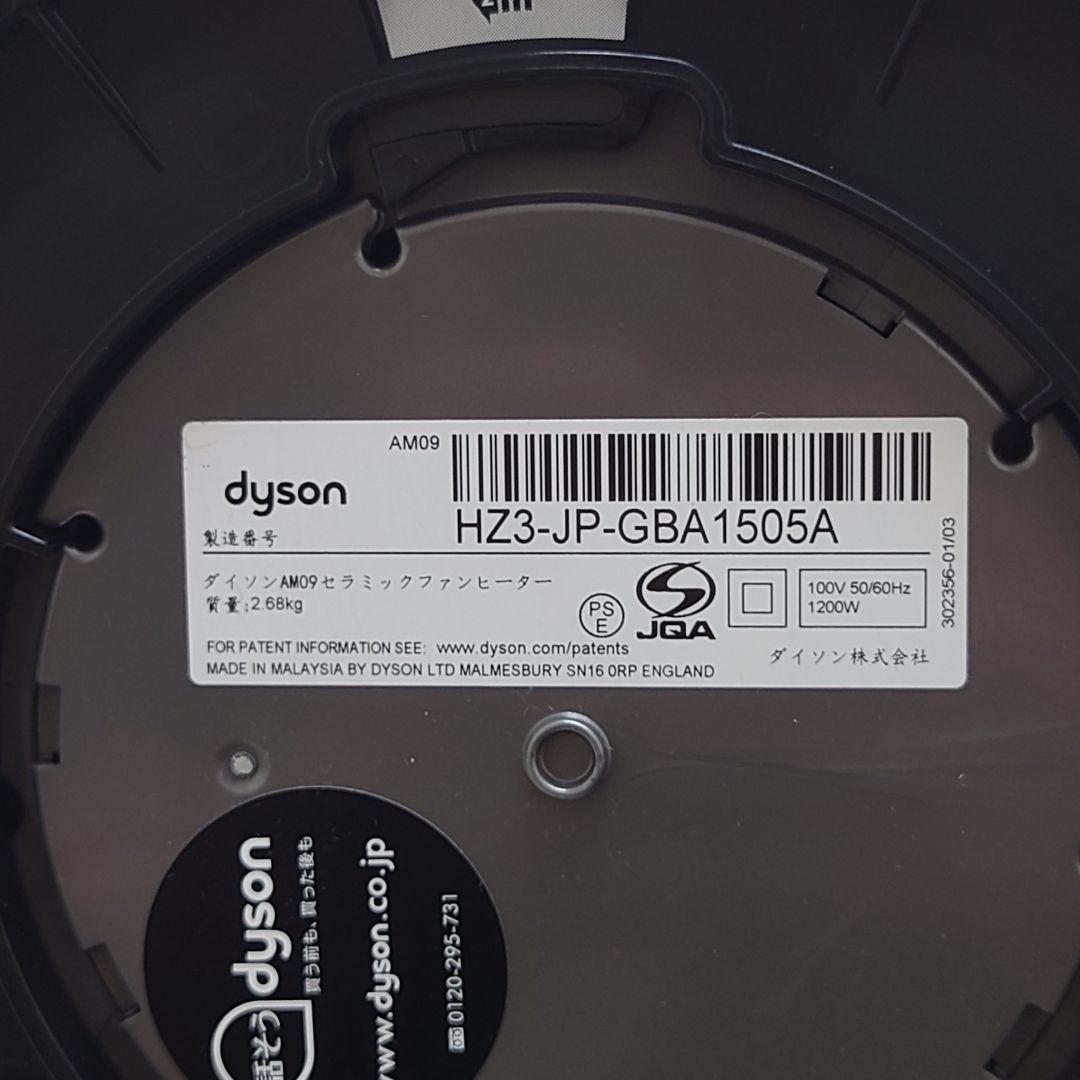 AM09
dyson
製造番号
HZ3-JP-GBA1505A
ダイソンAM09セラミックファンヒーター
質量:2.68kg
PS
E
JQA
100V 50/60Hz
1200W
302356-01/03
FOR PATENT INFORMATION SEE: www.dyson.com/patents
ダイソン株式会社
MADE IN MALAYSIA BY DYSON LTD MALMESBURY SN16 0RP ENGLAND
話そう
dyson
買う前も、買った後も
www.dyson.co.jp
0120-295-731